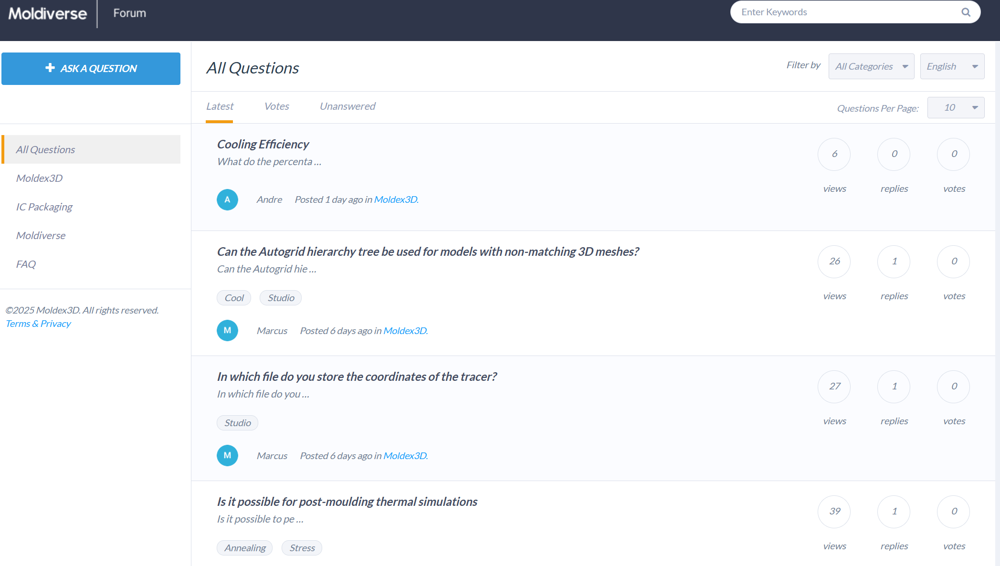 Moldiverse
Forum
Enter Keywords
ASK A QUESTION
All Questions
Moldex3D
IC Packaging
Moldiverse
FAQ
©2025 Moldex3D. All rights reserved.
Terms & Privacy
All Questions
Filter by
All Categories
English
Latest
Votes
Unanswered
Questions Per Page:
10
Cooling Efficiency
What do the percenta ...
A
Andre
Posted 1 day ago in Moldex3D.
6
views
0
replies
0
votes
Can the Autogrid hierarchy tree be used for models with non-matching 3D meshes?
Can the Autogrid hie ...
Cool
Studio
M
Marcus
Posted 6 days ago in Moldex3D.
26
views
1
replies
0
votes
In which file do you store the coordinates of the tracer?
In which file do you ...
Studio
M
Marcus
Posted 6 days ago in Moldex3D.
27
views
1
replies
0
votes
Is it possible for post-moulding thermal simulations
Is it possible to pe ...
Annealing
Stress
39
views
1
replies
0
votes